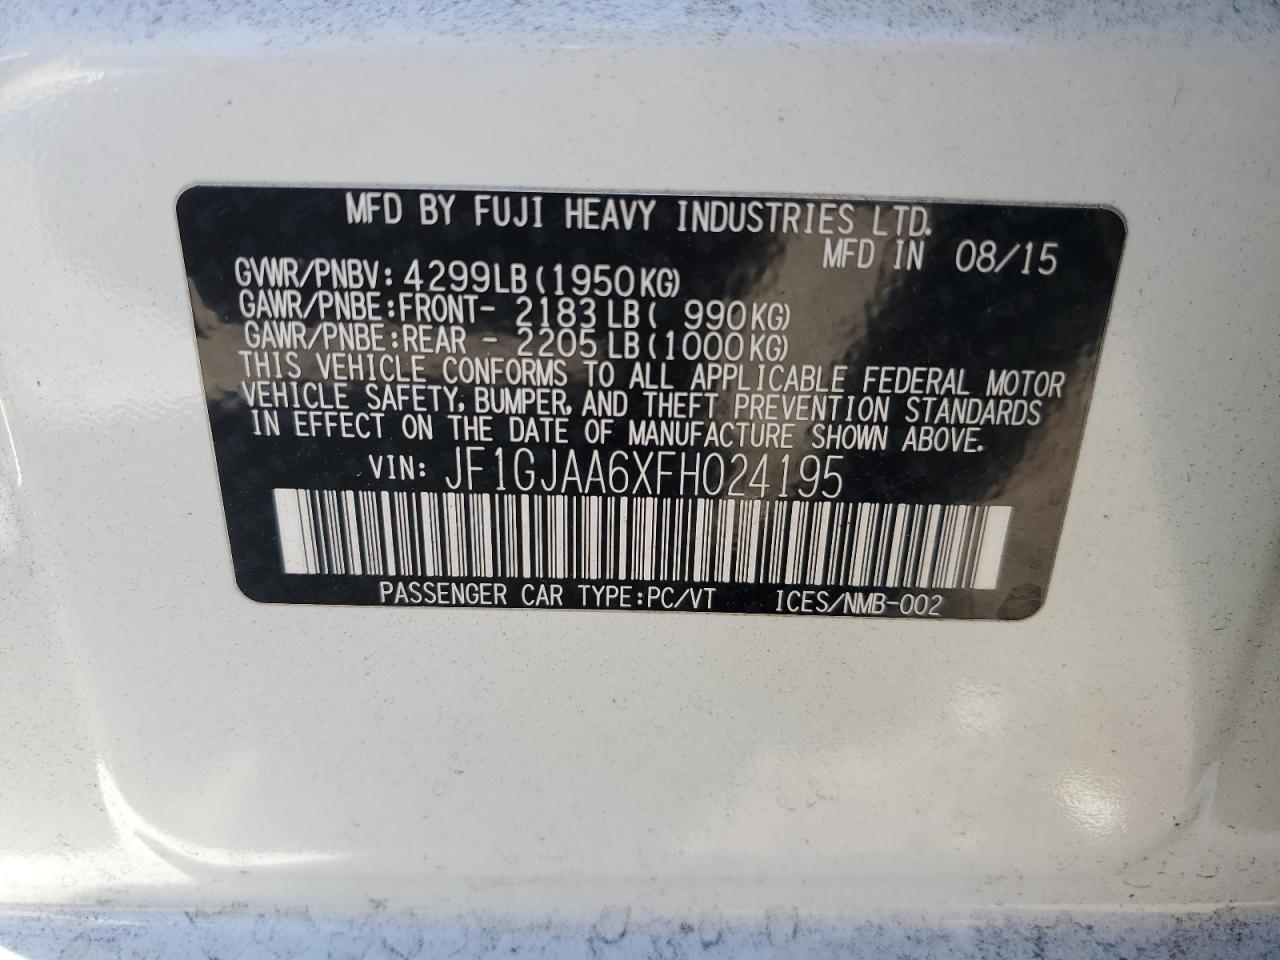 MFD BY FUJI HEAVY INDUSTRIES LTD.
MFD IN 08/15
GVWR/PNBV: 4299LB(1950KG)
GAWR/PNBE:FRONT- 2183LB( 990KG)
GAWR/PNBE:REAR - 2205LB(1000KG)
THIS VEHICLE CONFORMS TO ALL APPLICABLE FEDERAL MOTOR
VEHICLE SAFETY, BUMPER, AND THEFT PREVENTION STANDARDS
IN EFFECT ON THE DATE OF MANUFACTURE SHOWN ABOVE.
VIN: JF1GJAA6XFH024195
PASSENGER CAR TYPE:PC/VT ICES/NMB-002